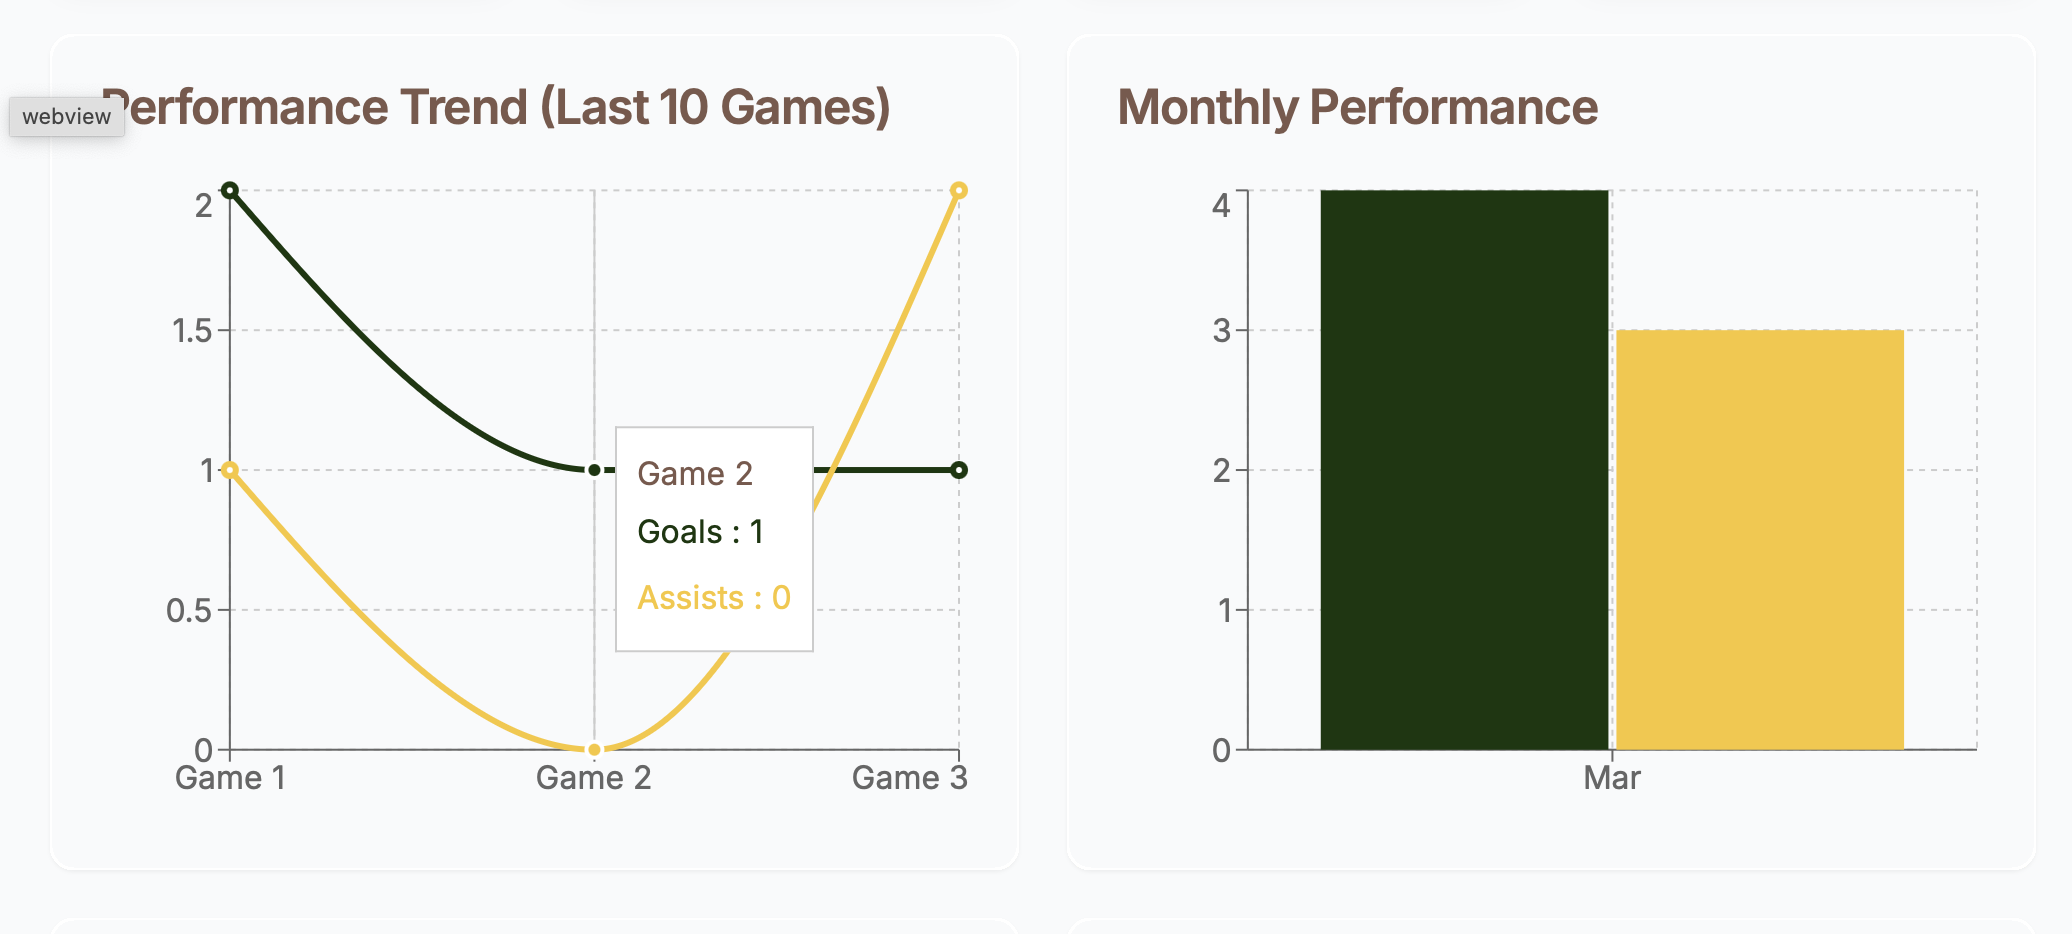 Performance Trend (Last 10 Games)
webview
2
1.5
1
0.5
0
Game 1
Game 2
Game 3
Game 2
Goals : 1
Assists : 0
Monthly Performance
4
3
2
1
0
Mar